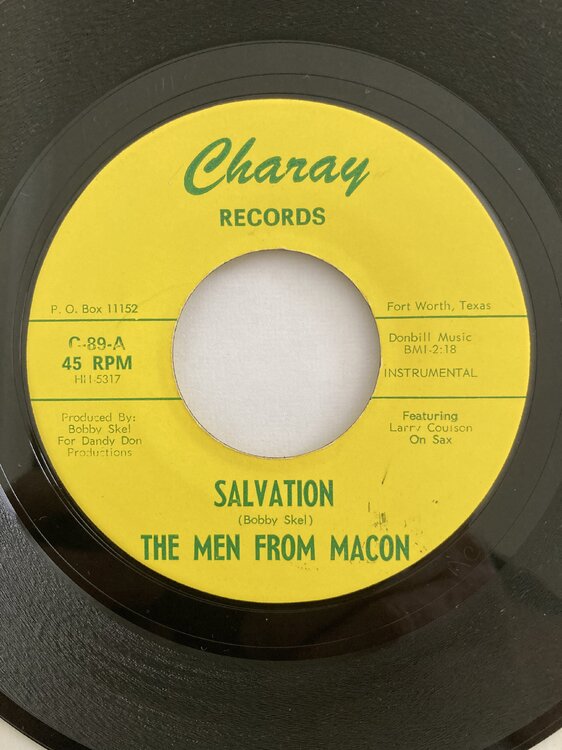 Charay
RECORDS
P. O. Box 11152
Fort Worth, Texas
C-89-A
45 RPM
HH-5317
Donbill Music
BMI-2:18
INSTRUMENTAL
Produced By:
Bobby Skel
For Dandy Don
Productions
Featuring
Larry Coulson
On Sax
SALVATION
(Bobby Skel)
THE MEN FROM MACON